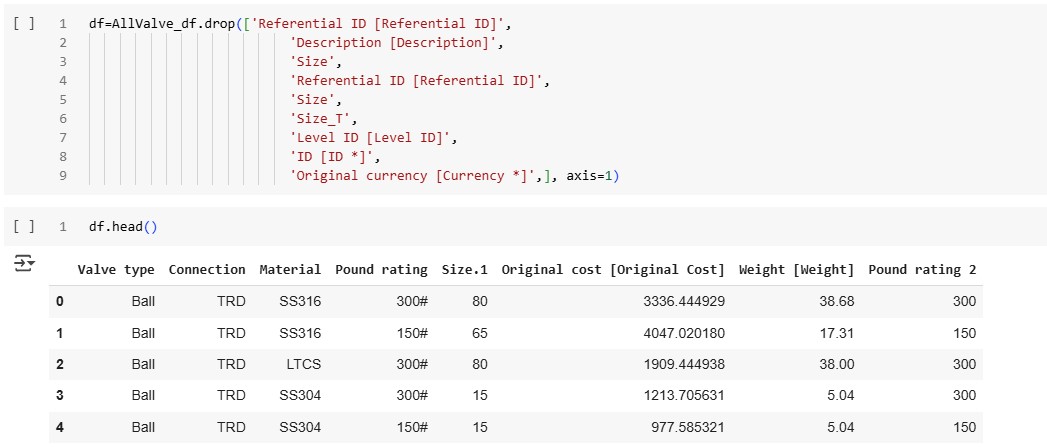 [ ] 1 df=AllValve_df.drop(['Referential ID [Referential ID]',
2 'Description [Description]',
3 'Size',
4 'Referential ID [Referential ID]',
5 'Size',
6 'Size_T',
7 'Level ID [Level ID]',
8 'ID [ID *]',
9 'Original currency [Currency *]',], axis=1)
[ ] 1 df.head()
Valve type Connection Material Pound rating Size.1 Original cost [Original Cost] Weight [Weight] Pound rating 2
0 Ball TRD SS316 300# 80 3336.444929 38.68 300
1 Ball TRD SS316 150# 65 4047.020180 17.31 150
2 Ball TRD LTCS 300# 80 1909.444938 38.00 300
3 Ball TRD SS304 300# 15 1213.705631 5.04 300
4 Ball TRD SS304 150# 15 977.585321 5.04 150